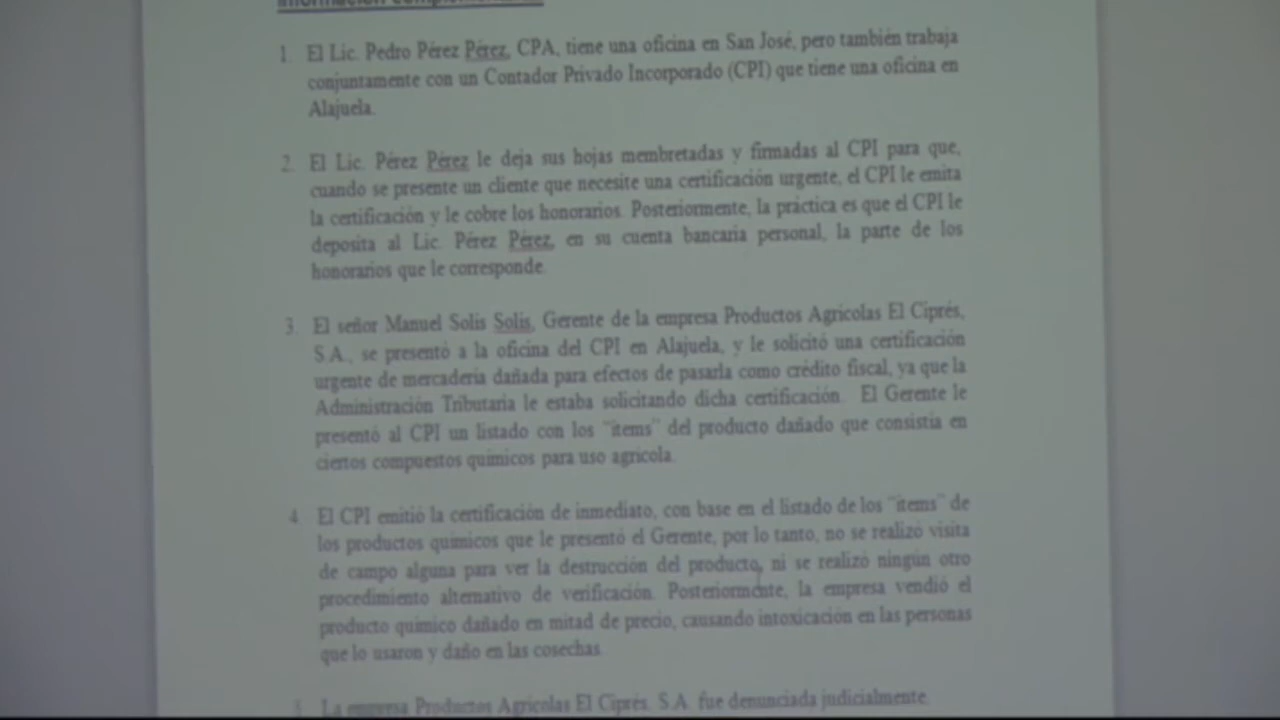 1. El Lic. Pedro Pérez Pérez, CPA, tiene una oficina en San José, pero también trabaja
conjuntamente con un Contador Privado Incorporado (CPI) que tiene una oficina en
Alajuela.
2. El Lic. Pérez Pérez le deja sus hojas membretadas y firmadas al CPI para que,
cuando se presente un cliente que necesite una certificación urgente, el CPI le emita
la certificación y le cobre los honorarios. Posteriormente, la práctica es que el CPI le
deposita al Lic. Pérez Pérez, en su cuenta bancaria personal, la parte de los
honorarios que le corresponde.
3. El señor Manuel Solis Solis, Gerente de la empresa Productos Agrícolas El Ciprés,
S.A., se presentó a la oficina del CPI en Alajuela, y le solicitó una certificación
urgente de mercadería dañada para efectos de pasarla como crédito fiscal, ya que la
Administración Tributaria le estaba solicitando dicha certificación. El Gerente le
presentó al CPI un listado con los "items" del producto dañado que consistía en
ciertos compuestos químicos para uso agrícola.
4. El CPI emitió la certificación de inmediato, con base en el listado de los "items" de
los productos químicos que le presentó el Gerente, por lo tanto, no se realizó visita
de campo alguna para ver la destrucción del producto, ni se realizó ningún otro
procedimiento alternativo de verificación. Posteriormente, la empresa vendió el
producto químico dañado en mitad de precio, causando intoxicación en las personas
que lo usaron y daño en las cosechas.
5. La empresa Productos Agrícolas El Ciprés, S.A. fue denunciada judicialmente.